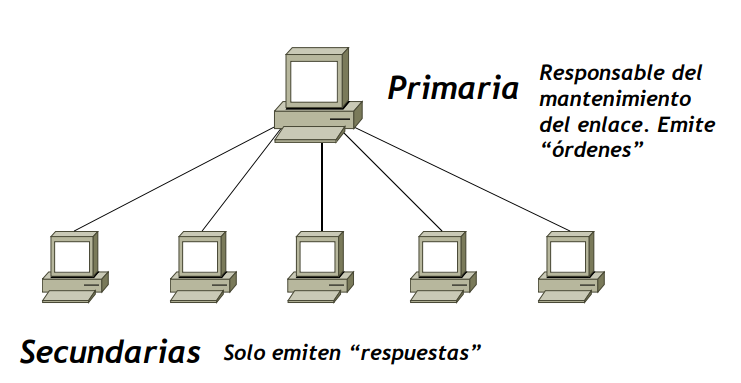 Primaria
Responsable del
mantenimiento
del enlace. Emite
“órdenes”
Secundarias
Solo emiten “respuestas”